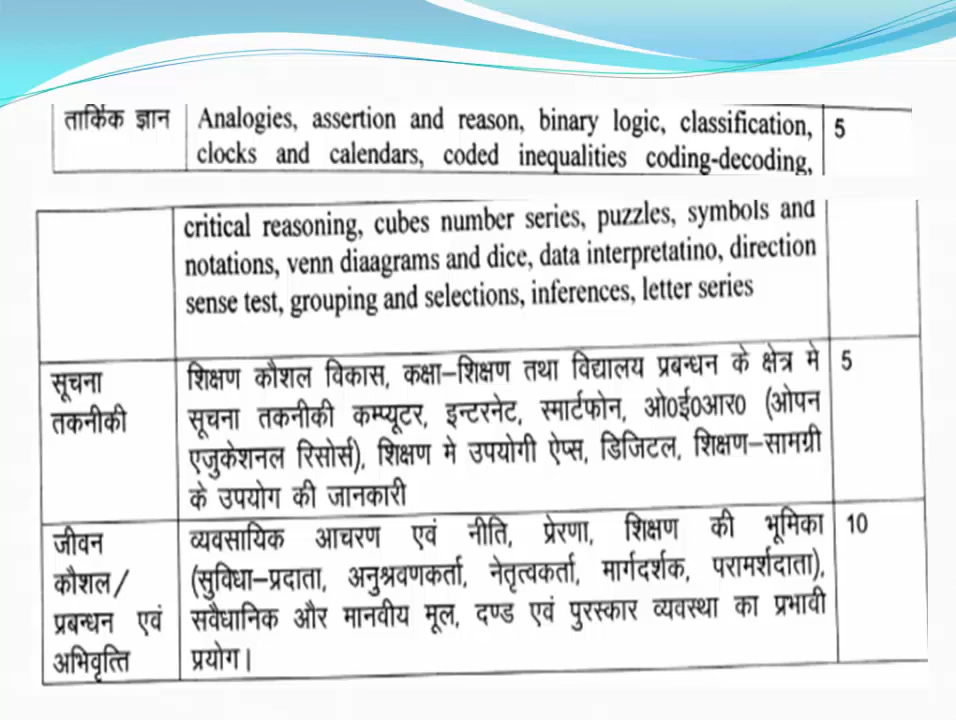 तार्किक ज्ञान Analogies, assertion and reason, binary logic, classification, 5
clocks and calendars, coded inequalities coding-decoding,
critical reasoning, cubes number series, puzzles, symbols and
notations, venn diaagrams and dice, data interpretatino, direction
sense test, grouping and selections, inferences, letter series
सूचना शिक्षण कौशल विकास, कक्षा–शिक्षण तथा विद्यालय प्रबन्धन के क्षेत्र मे 5
तकनीकी सूचना तकनीकी कम्प्यूटर, इन्टरनेट, स्मार्टफोन, ओ0ई0आर0 (ओपन
एजुकेशनल रिसोर्स), शिक्षण मे उपयोगी ऐप्स, डिजिटल, शिक्षण–सामग्री
के उपयोग की जानकारी
जीवन व्यवसायिक आचरण एवं नीति, प्रेरणा, शिक्षण की भूमिका 10
कौशल/ (सुविधा–प्रदाता, अनुश्रवणकर्ता, नेतृत्वकर्ता, मार्गदर्शक, परामर्शदाता),
प्रबन्धन एवं सवैधानिक और मानवीय मूल, दण्ड एवं पुरस्कार व्यवस्था का प्रभावी
अभिवृत्ति प्रयोग।